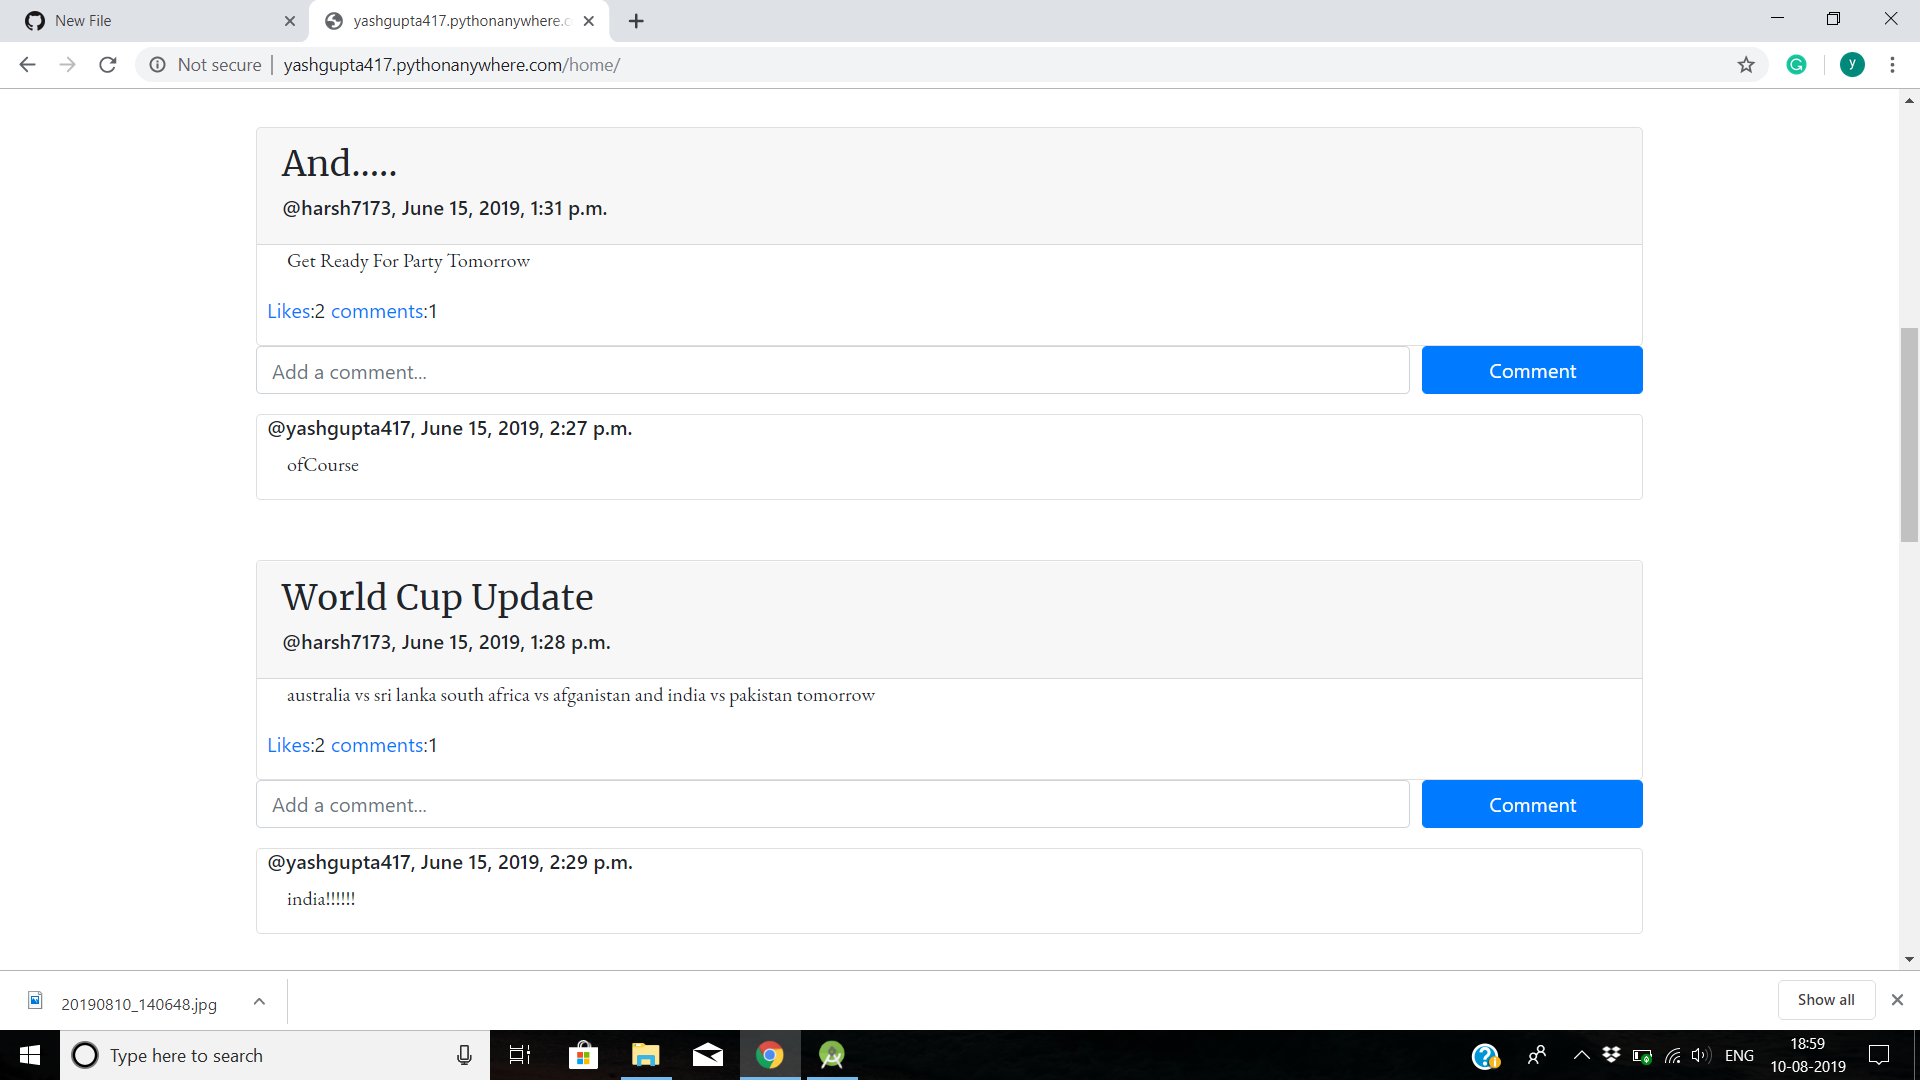 New File
yashgupta417.pythonanywhere.c
Not secure
yashgupta417.pythonanywhere.com/home/
y
And.....
@harsh7173, June 15, 2019, 1:31 p.m.
Get Ready For Party Tomorrow
Likes:2 comments:1
Add a comment...
Comment
@yashgupta417, June 15, 2019, 2:27 p.m.
ofCourse
World Cup Update
@harsh7173, June 15, 2019, 1:28 p.m.
australia vs sri lanka south africa vs afganistan and india vs pakistan tomorrow
Likes:2 comments:1
Add a comment...
Comment
@yashgupta417, June 15, 2019, 2:29 p.m.
india!!!!!!
20190810_140648.jpg
Show all
Type here to search
ENG
18:59
10-08-2019